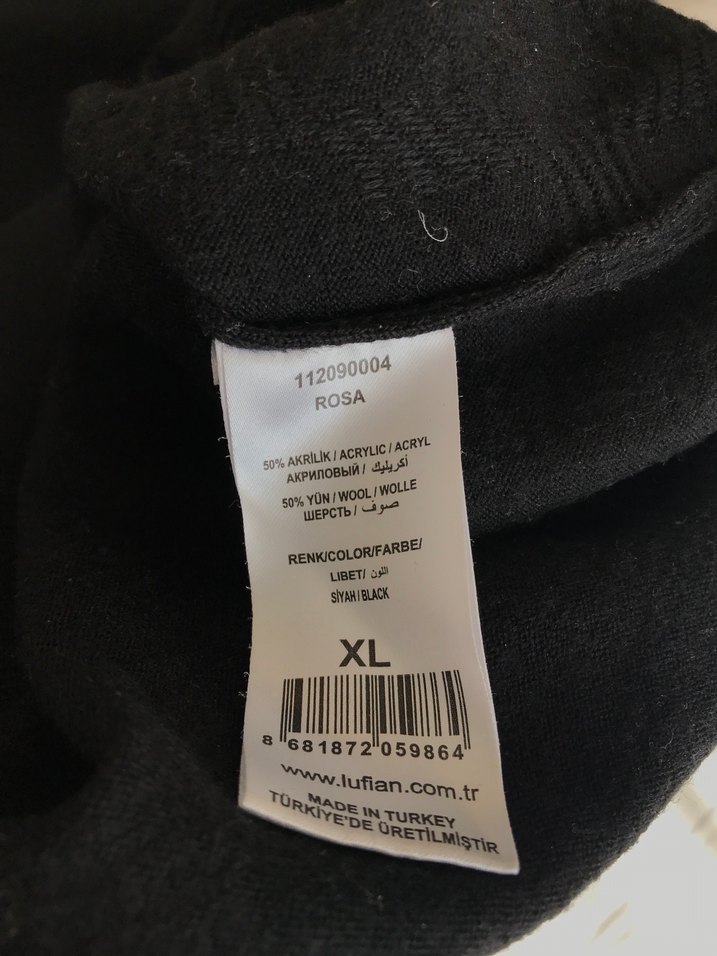 112090004
ROSA
50% AKRİLİK / ACRYLIC / ACRYL
АКРИЛОВЫЙ / أكريليك
50% YÜN / WOOL / WOLLE
ШЕРСТЬ / صوف
RENK/COLOR/FARBE/
LIBET/ اللون
SİYAH / BLACK
XL
8 681872 059864
www.lufian.com.tr
MADE IN TURKEY
TÜRKİYE'DE ÜRETİLMİŞTİR